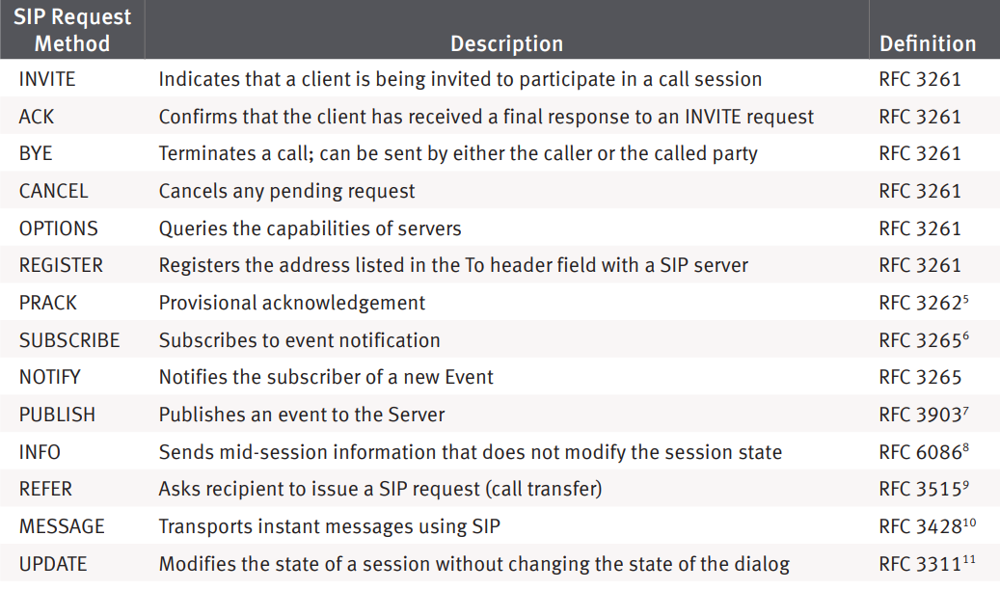 SIP Request Method Description Definition
INVITE Indicates that a client is being invited to participate in a call session RFC 3261
ACK Confirms that the client has received a final response to an INVITE request RFC 3261
BYE Terminates a call; can be sent by either the caller or the called party RFC 3261
CANCEL Cancels any pending request RFC 3261
OPTIONS Queries the capabilities of servers RFC 3261
REGISTER Registers the address listed in the To header field with a SIP server RFC 3261
PRACK Provisional acknowledgement RFC 3262⁵
SUBSCRIBE Subscribes to event notification RFC 3265⁶
NOTIFY Notifies the subscriber of a new Event RFC 3265
PUBLISH Publishes an event to the Server RFC 3903⁷
INFO Sends mid-session information that does not modify the session state RFC 6086⁸
REFER Asks recipient to issue a SIP request (call transfer) RFC 3515⁹
MESSAGE Transports instant messages using SIP RFC 3428¹⁰
UPDATE Modifies the state of a session without changing the state of the dialog RFC 3311¹¹